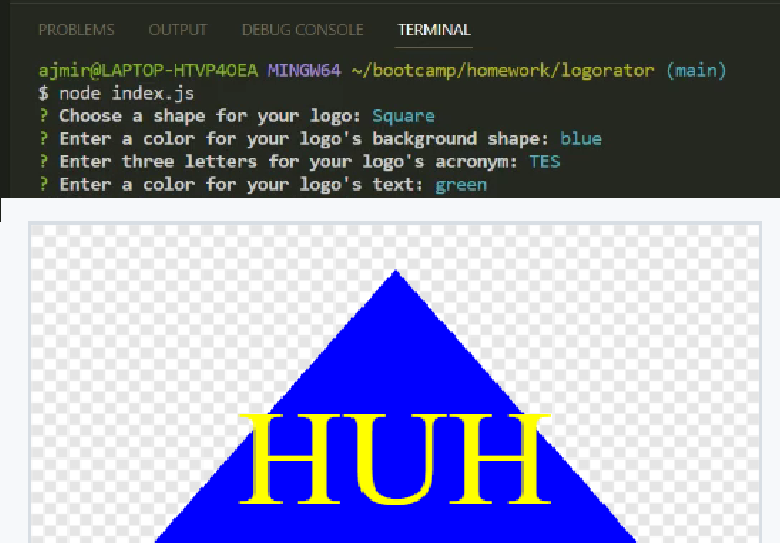 PROBLEMS OUTPUT DEBUG CONSOLE TERMINAL
ajmir@LAPTOP-HTVP4OEA MINGW64 ~/bootcamp/homework/logorator (main)
$ node index.js
? Choose a shape for your logo: Square
? Enter a color for your logo's background shape: blue
? Enter three letters for your logo's acronym: TES
? Enter a color for your logo's text: green
HUH